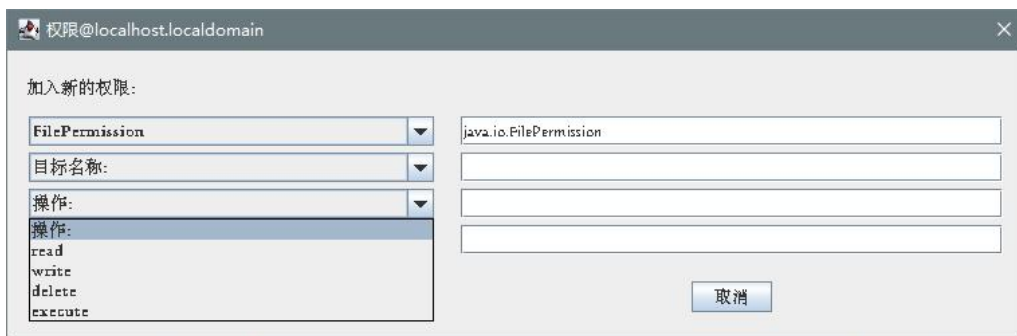 权限@localhost.localdomain
加入新的权限:
FilePermission
java.io.FilePermission
目标名称:
操作:
操作:
read
write
delete
execute
取消